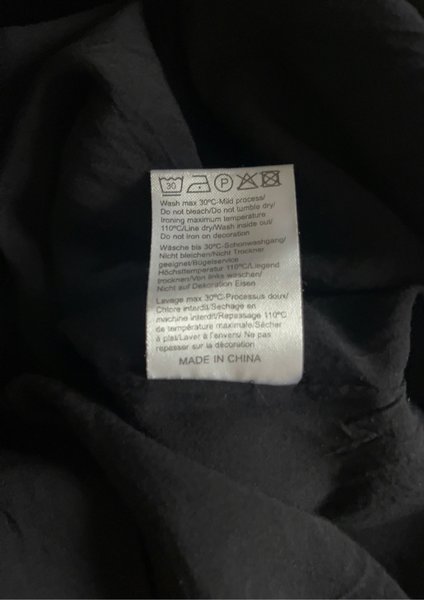 30 P
Wash max 30°C-Mild process/
Do not bleach/Do not tumble dry/
Ironing maximum temperature
110°C/Line dry/Wash inside out/
Do not iron on decoration
Wäsche bis 30°C-Schonwashgang/
Nicht bleichen/Nicht Trockner
geeignet/Bügelservice
Höchsttemperatur 110°C/Liegend
trocknen/Von links waschen/
Nicht auf Dekoration Eisen
Lavage max 30°C-Processus doux/
Chlore interdit/Sechage en
machine interdit/Repassage 110°C
de température maximale/Sécher
à plat/Laver à l'envers/ Ne pas
repasser sur la décoration
MADE IN CHINA